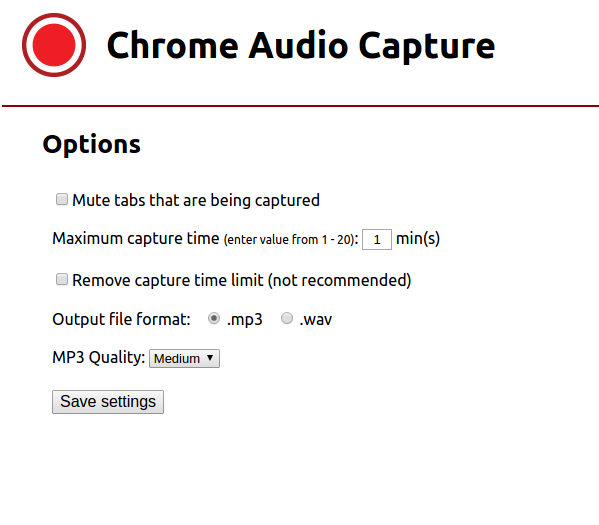 Chrome Audio Capture
Options
Mute tabs that are being captured
Maximum capture time (enter value from 1 - 20): 1 min(s)
Remove capture time limit (not recommended)
Output file format: .mp3 .wav
MP3 Quality: Medium
Save settings